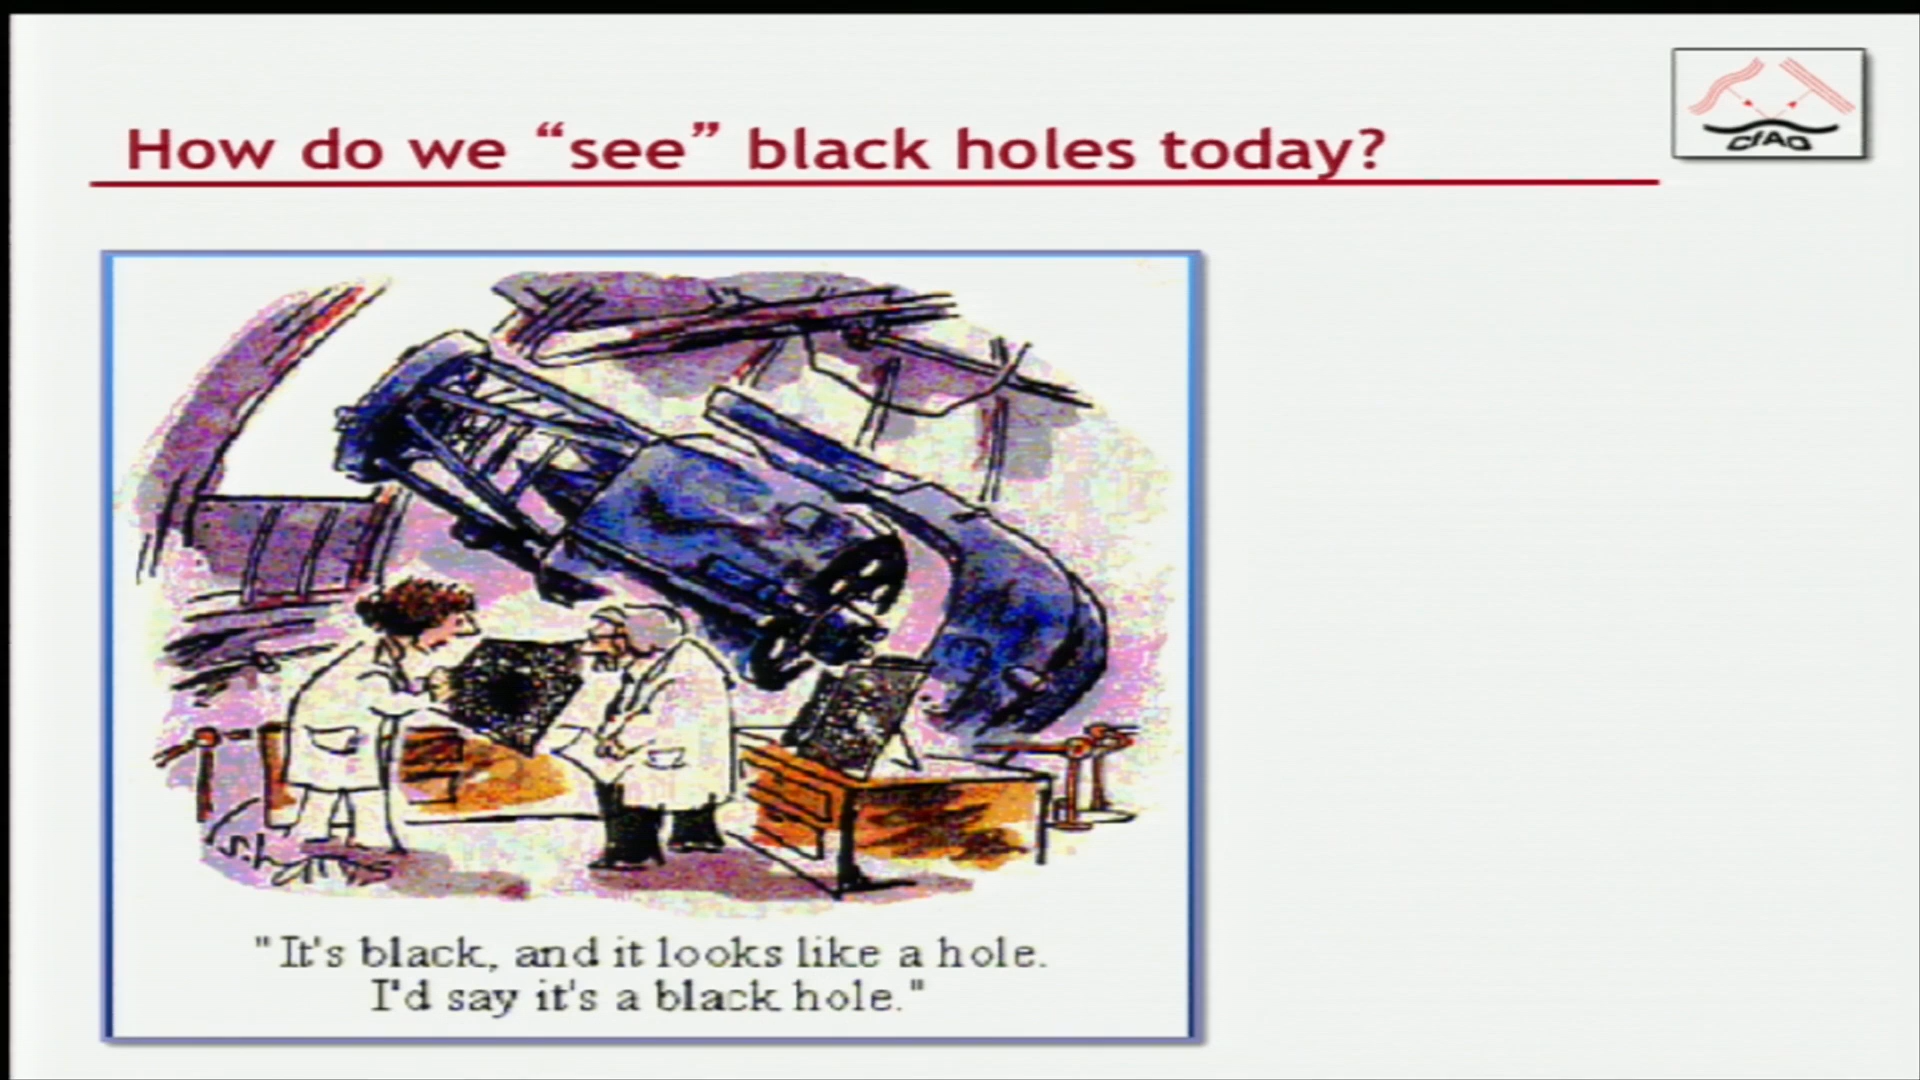 How do we “see” black holes today?
CfAO
"It's black, and it looks like a hole.
I'd say it's a black hole."